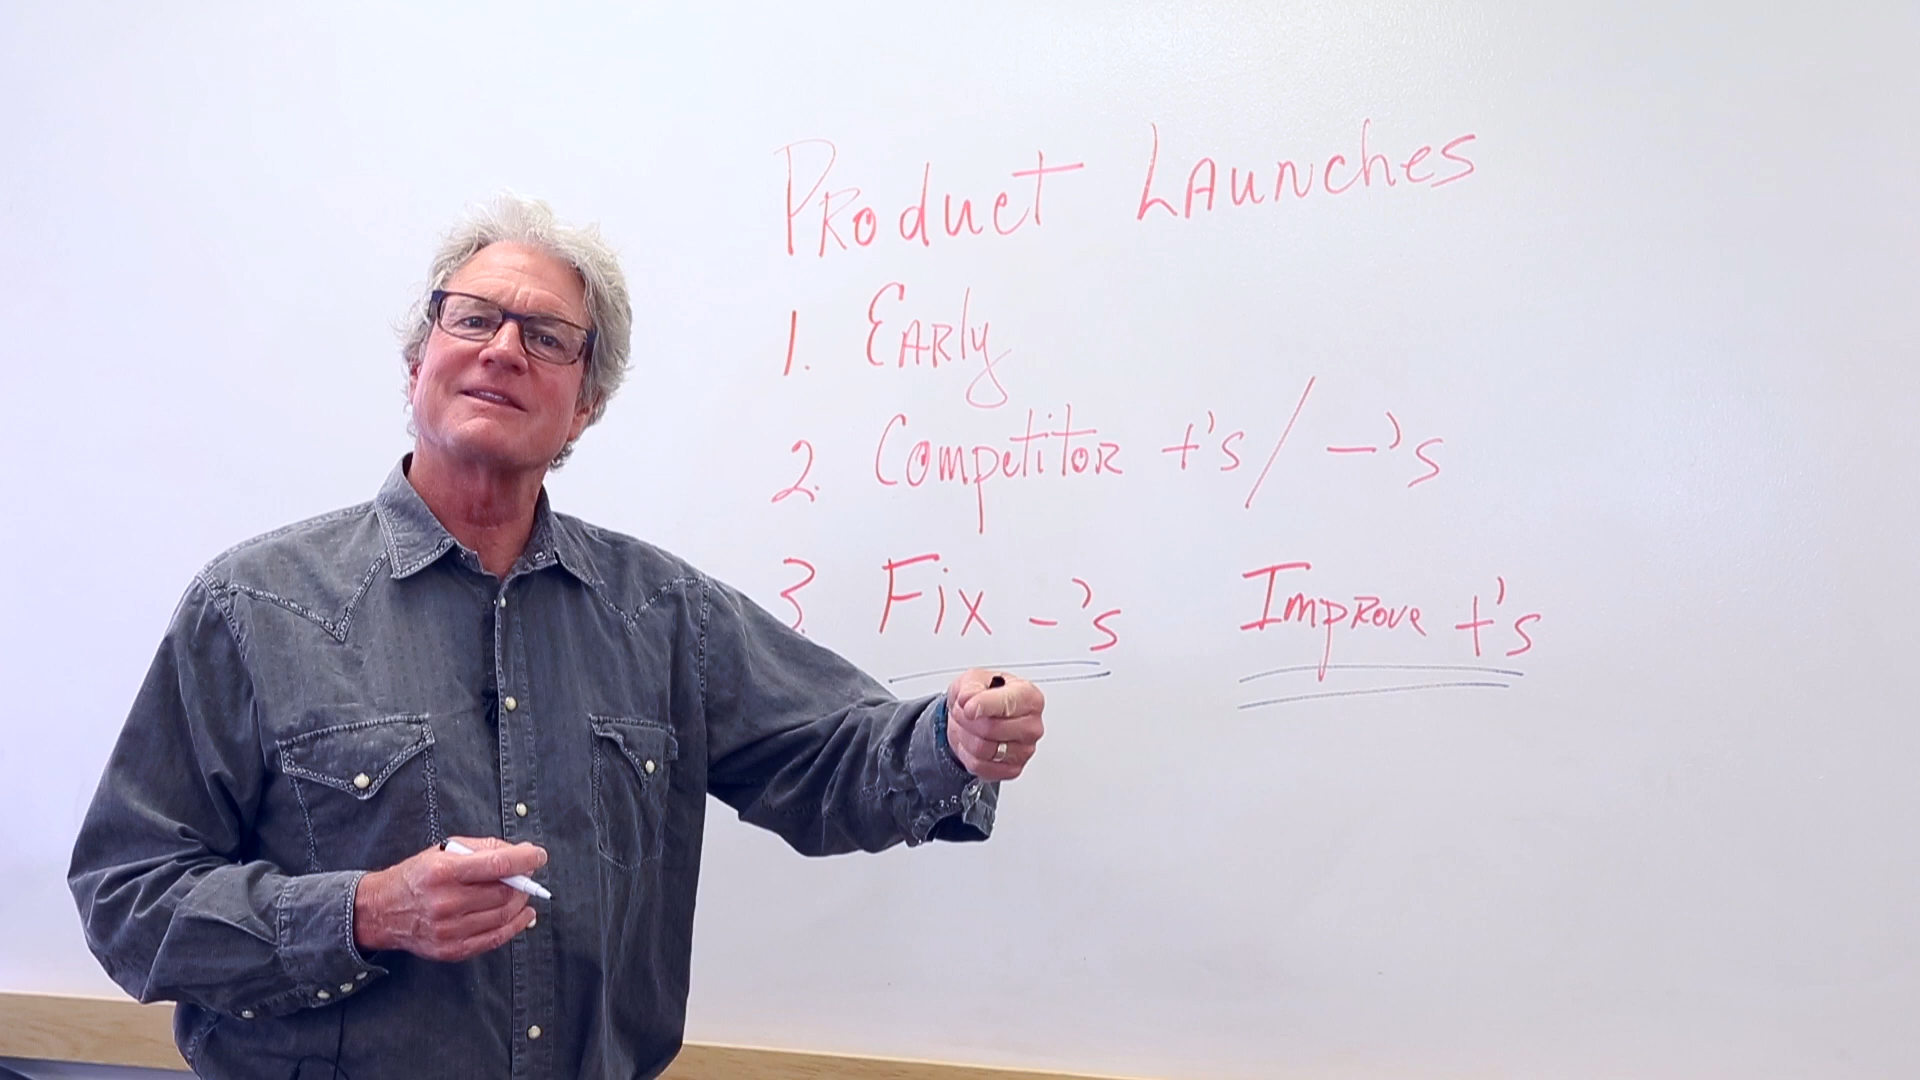 Product Launches
1. Early
2. Competitor +'s / -'s
3. Fix -'s Improve +'s